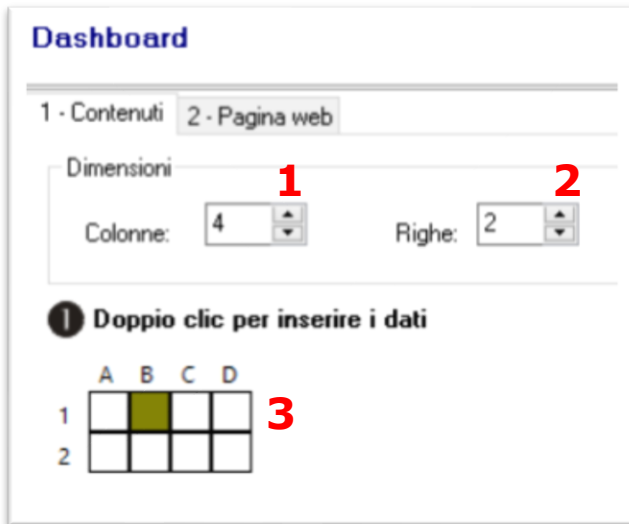 Dashboard
1 - Contenuti 2 - Pagina web
Dimensioni
1 2
Colonne: 4 Righe: 2
1 Doppio clic per inserire i dati
A B C D
1 3
2